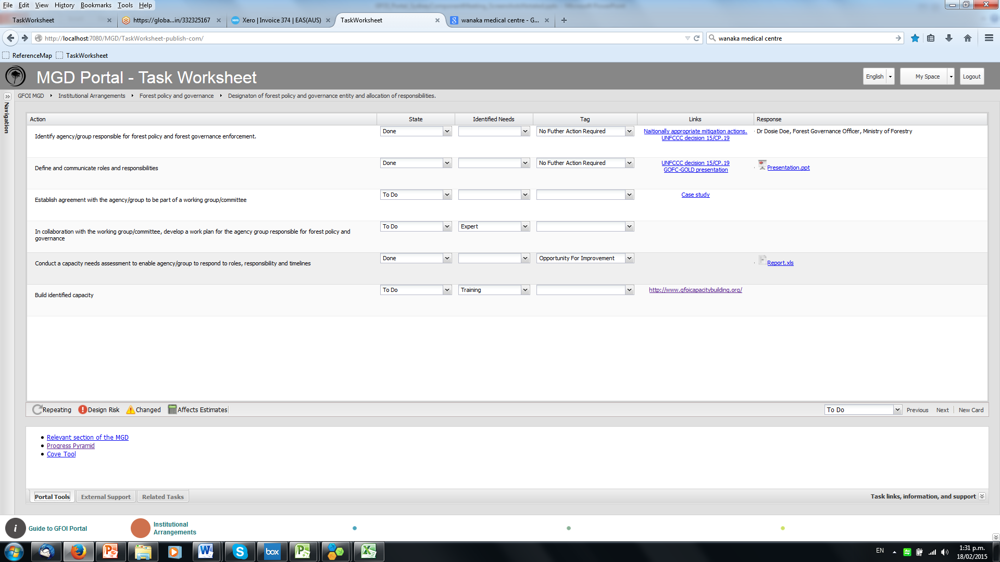 File Edit View History Bookmarks Tools Help
TaskWorksheet https://globa...in/332325167 Xero | Invoice 374 | EAS(AUS) TaskWorksheet wanaka medical centre - G...
http://localhost:7080/MGD/TaskWorksheet-publish-com/ wanaka medical centre
ReferenceMap TaskWorksheet
MGD Portal - Task Worksheet English My Space Logout
GFOI MGD Institutional Arrangements Forest policy and governance Designaton of forest policy and governance entity and allocation of responsibilities.
Navigation
Action State Identified Needs Tag Links Response
Identify agency/group responsible for forest policy and forest governance enforcement. Done No Futher Action Required Naitionally appropriate mitigation actions. Dr Dosie Doe, Forest Governance Officer, Ministry of Forestry
UNFCCC decision 15/CP.19
Define and communicate roles and responsibilities Done No Futher Action Required UNFCCC decision 15/CP.19 Presentation.ppt
GOFC-GOLD presentation
Establish agreement with the agency/group to be part of a working group/committee To Do Case study
In collaboration with the working group/committee, develop a work plan for the agency group responsible for forest policy and To Do Expert
governance
Conduct a capacity needs assessment to enable agency/group to respond to roles, responsibility and timelines Done Opportunity For Improvement Report.xls
Build identified capacity To Do Training http://www.gfoicapacitybuilding.org/
Repeating Design Risk Changed Affects Estimates To Do Previous Next New Card
Relevant section of the MGD
Progress Pyramid
Cove Tool
Portal Tools External Support Related Tasks Task links, information, and support
Guide to GFOI Portal Institutional
Arrangements
EN 1:31 p.m.
18/02/2015